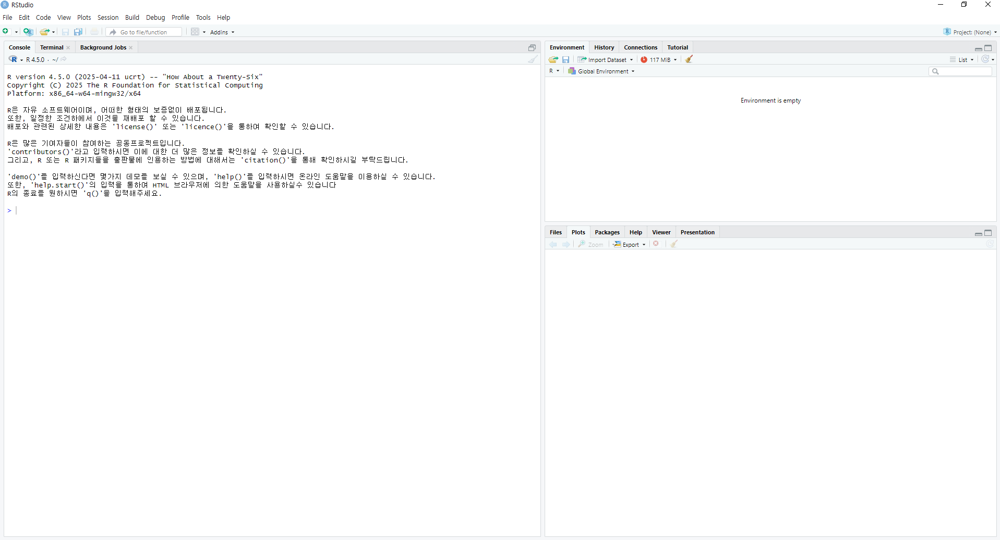 RStudio
File Edit Code View Plots Session Build Debug Profile Tools Help
Go to file/function Addins Project: (None)
Console Terminal Background Jobs
R 4.5.0 · ~/
R version 4.5.0 (2025-04-11 ucrt) -- "How About a Twenty-Six"
Copyright (C) 2025 The R Foundation for Statistical Computing
Platform: x86_64-w64-mingw32/x64
R은 자유 소프트웨어이며, 어떠한 형태의 보증없이 배포됩니다.
또한, 일정한 조건하에서 이것을 재배포 할 수 있습니다.
배포와 관련된 상세한 내용은 'license()' 또는 'licence()'을 통하여 확인할 수 있습니다.
R은 많은 기여자들이 참여하는 공동프로젝트입니다.
'contributors()'라고 입력하시면 이에 대한 더 많은 정보를 확인하실 수 있습니다.
그리고, R 또는 R 패키지들을 출판물에 인용하는 방법에 대해서는 'citation()'을 통해 확인하시길 부탁드립니다.
'demo()'를 입력하신다면 몇가지 데모를 보실 수 있으며, 'help()'를 입력하시면 온라인 도움말을 이용하실 수 있습니다.
또한, 'help.start()'의 입력을 통하여 HTML 브라우저에 의한 도움말을 사용하실수 있습니다
R의 종료를 원하시면 'q()'을 입력해주세요.
>
Environment History Connections Tutorial
Import Dataset 117 MiB List
R Global Environment
Environment is empty
Files Plots Packages Help Viewer Presentation
Zoom Export